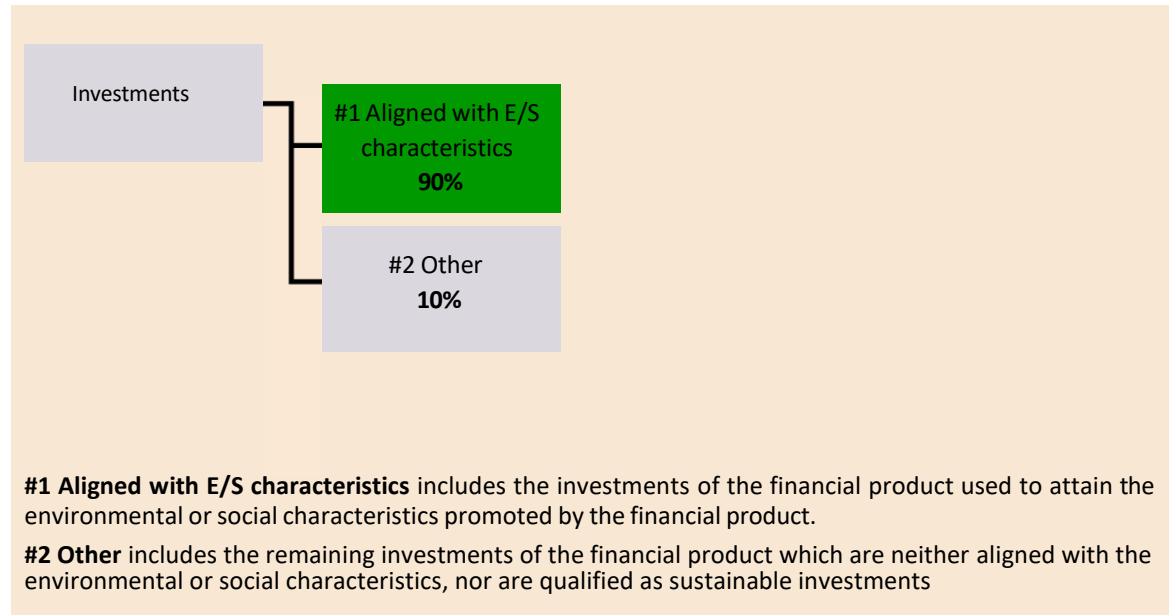 Investments
#1 Aligned with E/S
characteristics
90%
#2 Other
10%
#1 Aligned with E/S characteristics includes the investments of the financial product used to attain the
environmental or social characteristics promoted by the financial product.
#2 Other includes the remaining investments of the financial product which are neither aligned with the
environmental or social characteristics, nor are qualified as sustainable investments